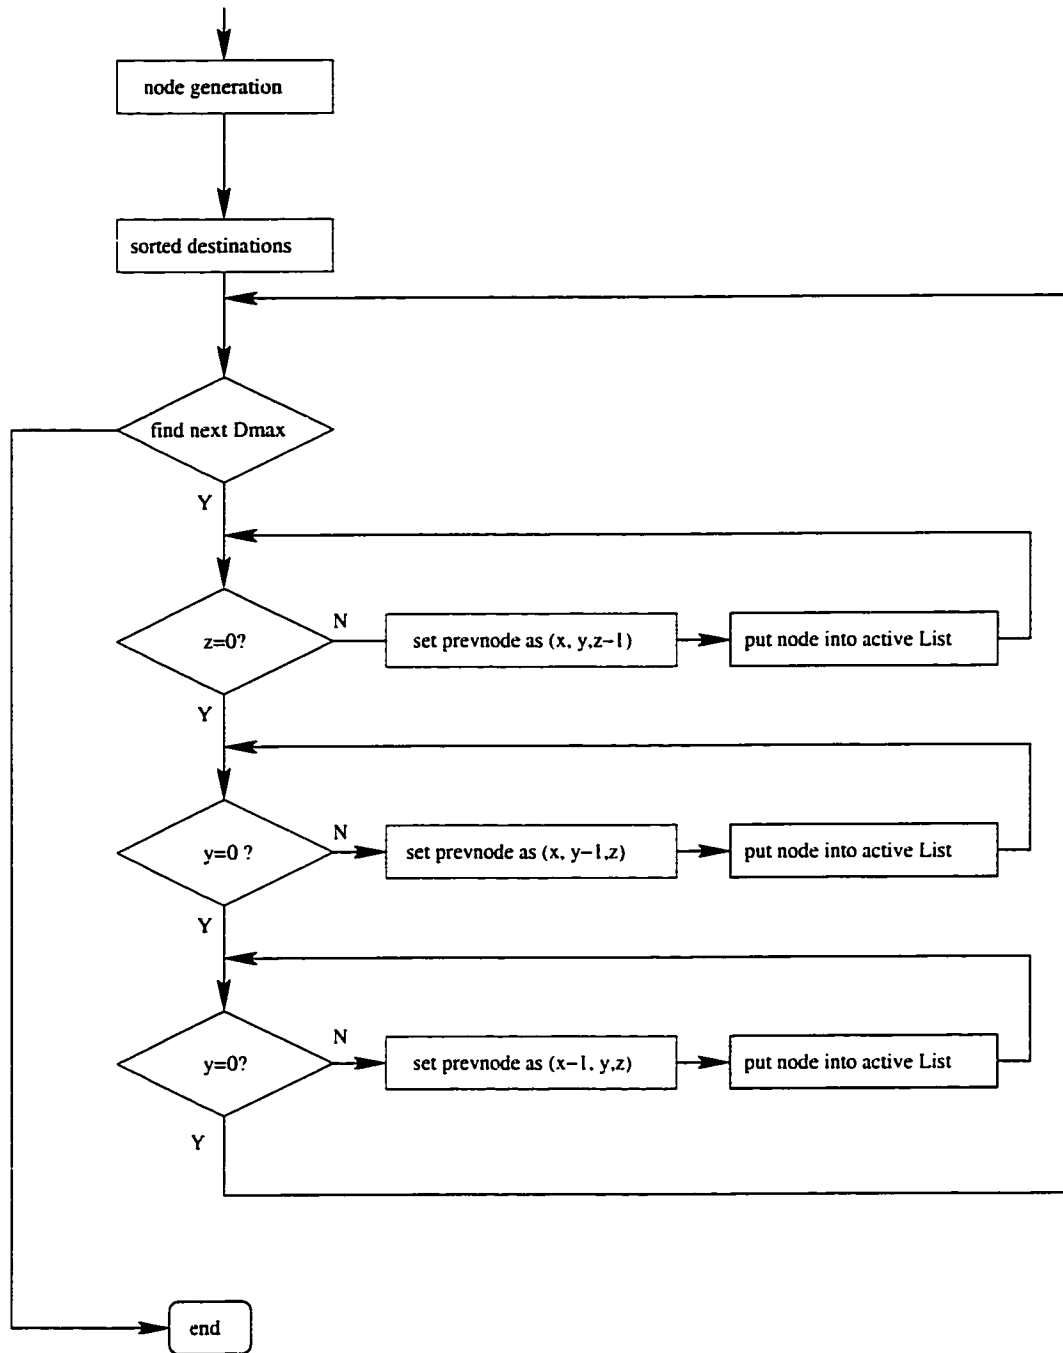 node generation
sorted destinations
find next Dmax
Y
z=0?
N
set prevnode as (x, y,z-1)
put node into active List
Y
y=0 ?
N
set prevnode as (x, y-1,z)
put node into active List
Y
y=0?
N
set prevnode as (x-1, y,z)
put node into active List
Y
end